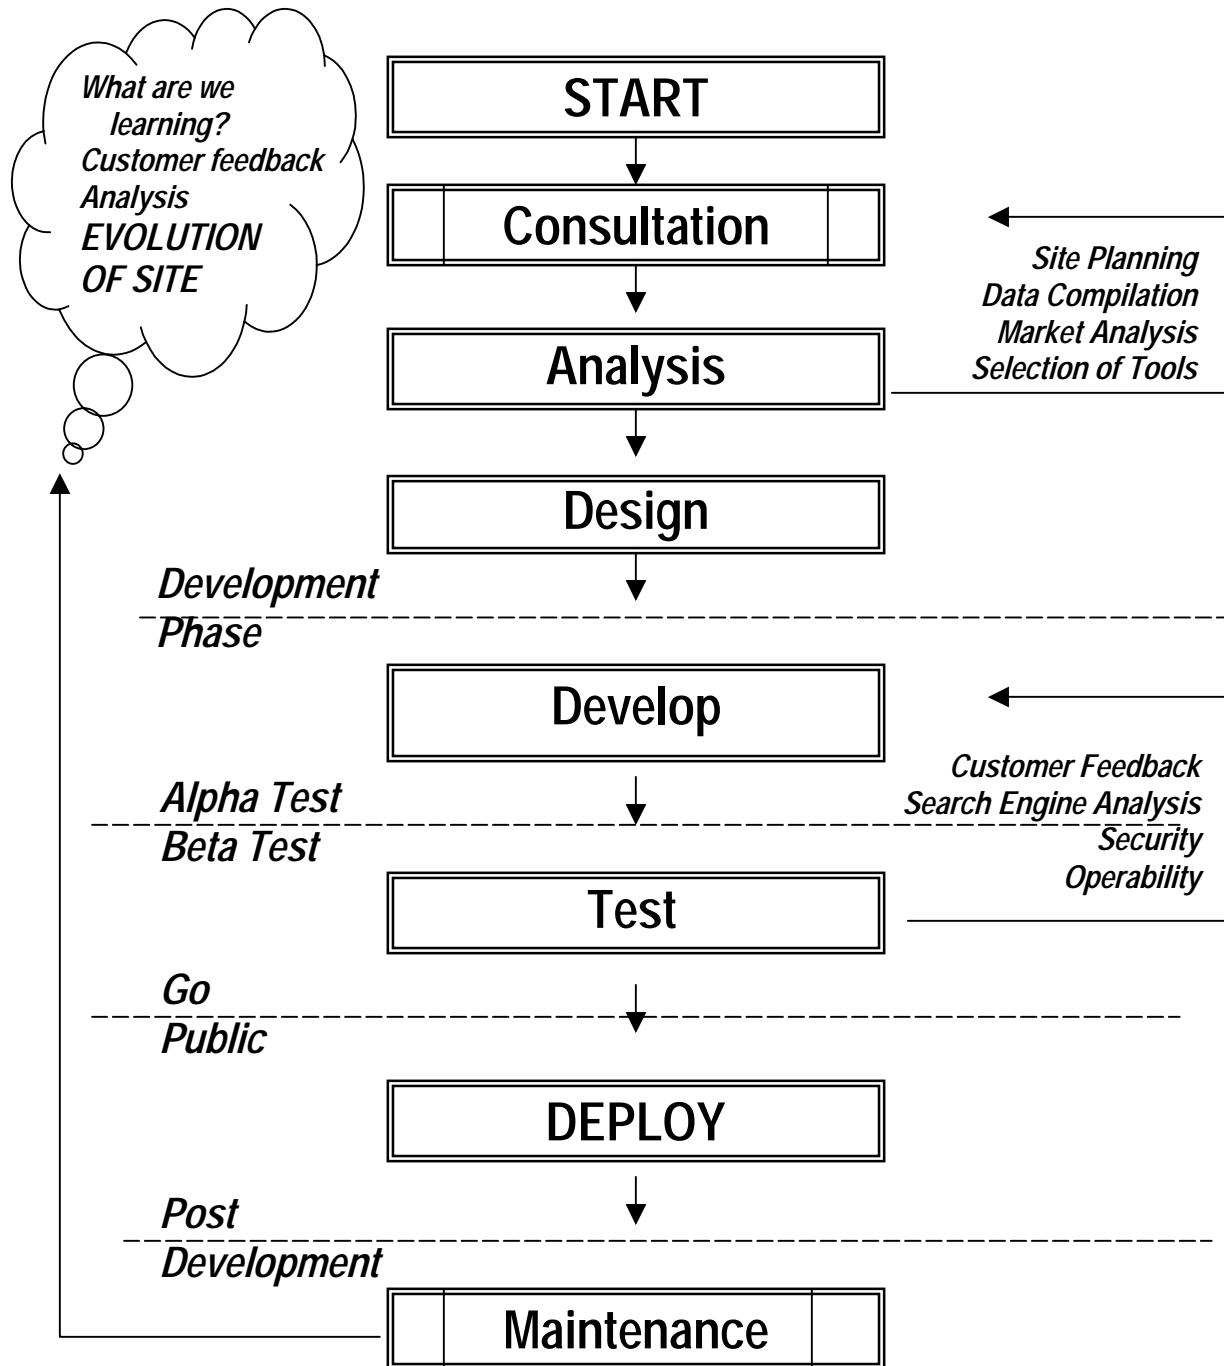 What are we
learning?
Customer feedback
Analysis
EVOLUTION
OF SITE
START
Consultation
Site Planning
Data Compilation
Market Analysis
Selection of Tools
Analysis
Design
Development
Phase
Develop
Customer Feedback
Search Engine Analysis
Security
Operability
Alpha Test
Beta Test
Test
Go
Public
DEPLOY
Post
Development
Maintenance